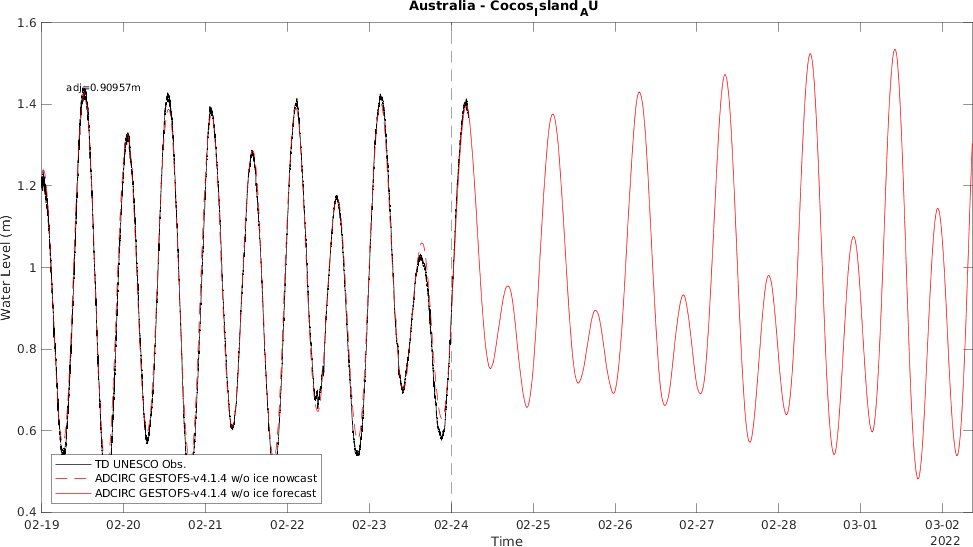 Australia - CocosIslandAU
1.6
adj=0.90957m
1.4
1.2
1
0.8
0.6
0.4
Water Level (m)
TD UNESCO Obs.
ADCIRC GESTOFS-v4.1.4 w/o ice nowcast
ADCIRC GESTOFS-v4.1.4 w/o ice forecast
02-19 02-20 02-21 02-22 02-23 02-24 02-25 02-26 02-27 02-28 03-01 03-02
Time
2022